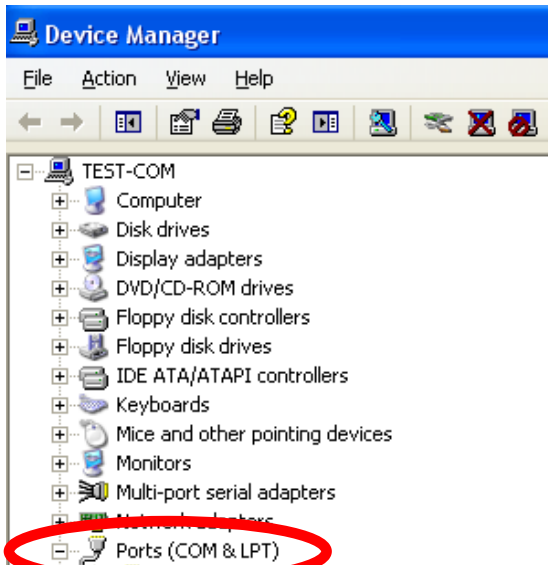 Device Manager
File Action View Help
TEST-COM
Computer
Disk drives
Display adapters
DVD/CD-ROM drives
Floppy disk controllers
Floppy disk drives
IDE ATA/ATAPI controllers
Keyboards
Mice and other pointing devices
Monitors
Multi-port serial adapters
Network adapters
Ports (COM & LPT)